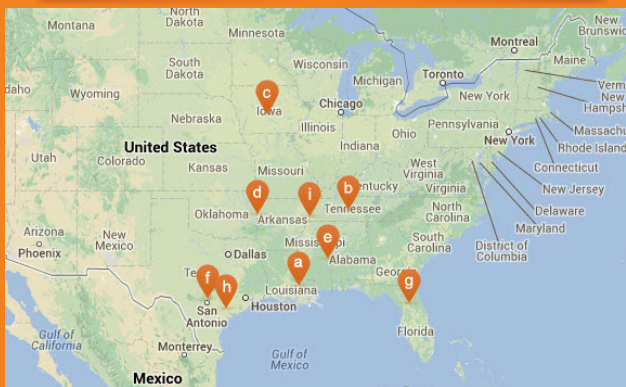 North
Dakota
Montana
Minnesota
Montreal
New
Brunswick
Maine
South
Dakota
Wisconsin
Michigan
Toronto
daho
Wyoming
c
Iowa
Chicago
New York
Verm
New
Hampsh
Nebraska
Illinois
Ohio
Pennsylvania
Massachu
Rhode Island
United States
Indiana
New York
Connecticut
Utah
Colorado
Kansas
Missouri
West
Virginia
New Jersey
d
i
b
Kentucky
Virginia
Delaware
Oklahoma
Arkansas
Tennessee
North
Carolina
Maryland
Arizona
Phoenix
New
Mexico
Dallas
Mississippi
e
Alabama
South
Carolina
District of
Columbia
Te
f
h
a
Georgia
g
Louisiana
San
Antonio
Houston
Florida
Gulf of
California
Monterrey
Gulf of
Mexico
Mexico